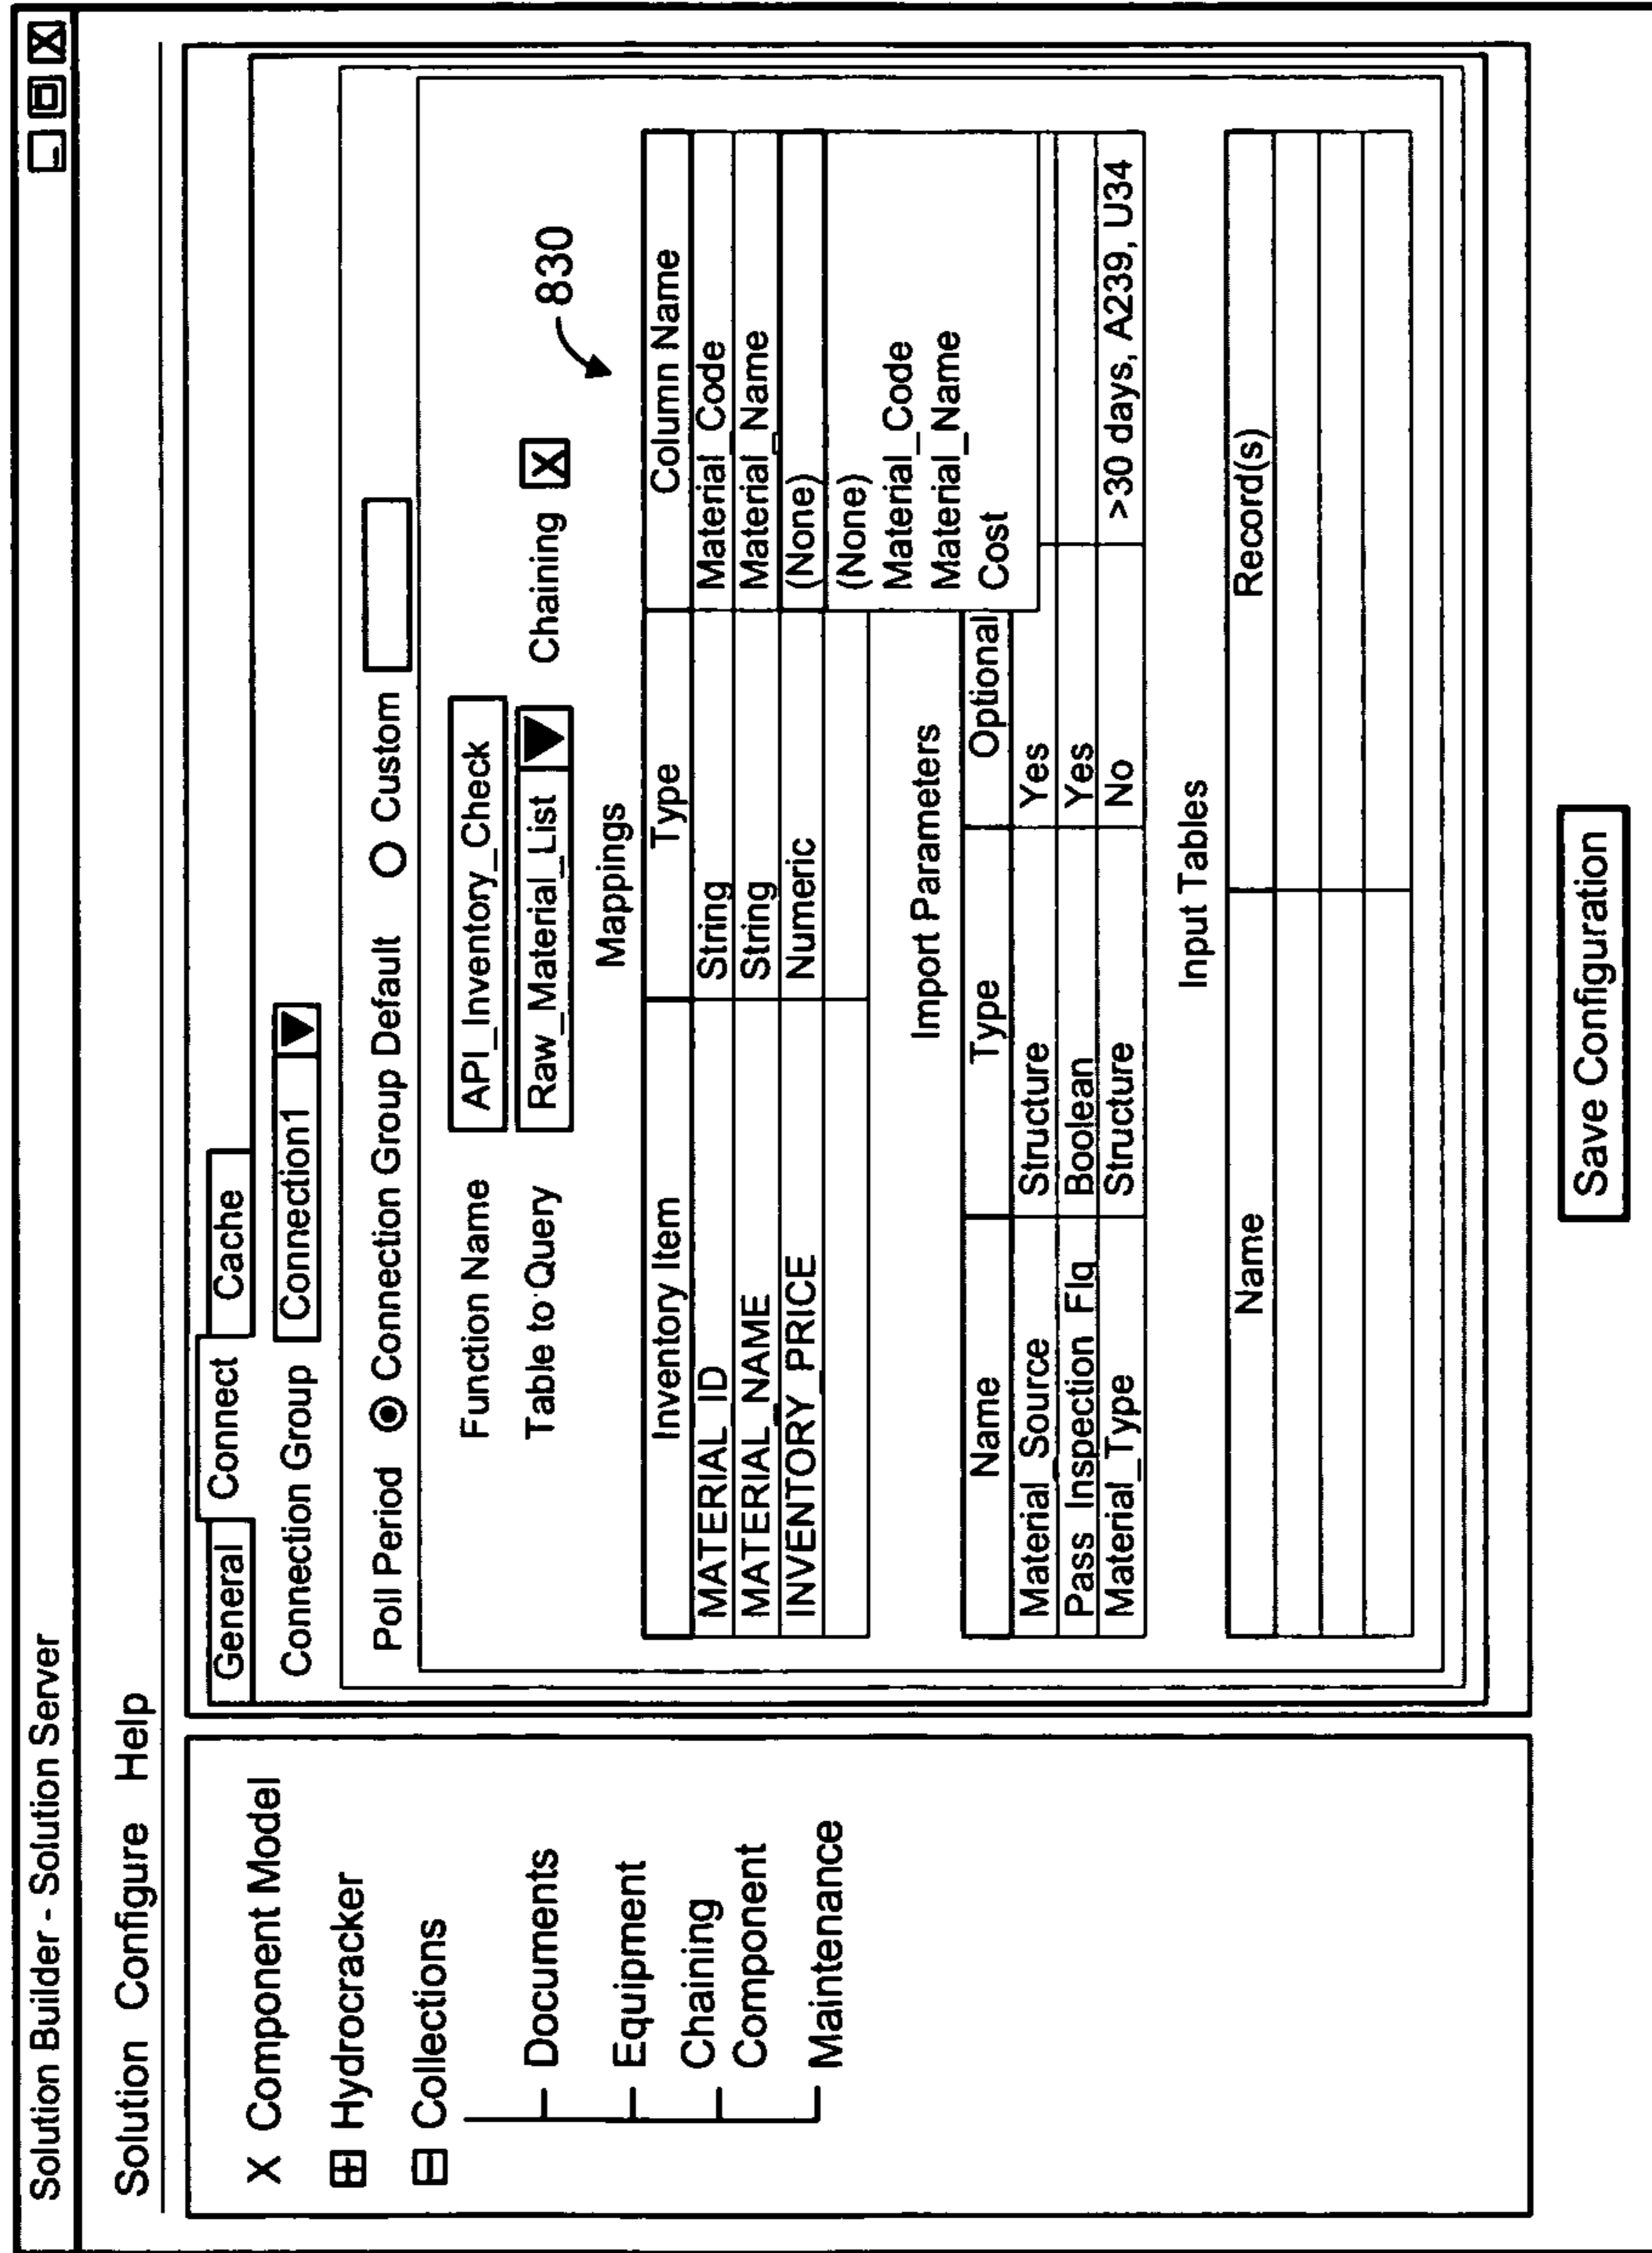 Solution Builder - Solution Server
Solution Configure Help
X Component Model
Hydrocracker
Collections
Documents
Equipment
Chaining
Component
Maintenance
General Connect Cache
Connection Group Connection1
Poll Period Connection Group Default Custom
Function Name API_Inventory_Check
Table to Query Raw_Material_List Chaining X 830
Mappings
Inventory Item Type Column Name
MATERIAL_ID String Material_Code
MATERIAL_NAME String Material_Name
INVENTORY_PRICE Numeric (None)
(None)
Material_Code
Material_Name
Cost
Import Parameters
Name Type Optional
Material_Source Structure Yes
Pass_Inspection_Flg Boolean Yes
Material_Type Structure No >30 days, A239, U34
Input Tables
Name Record(s)
Save Configuration